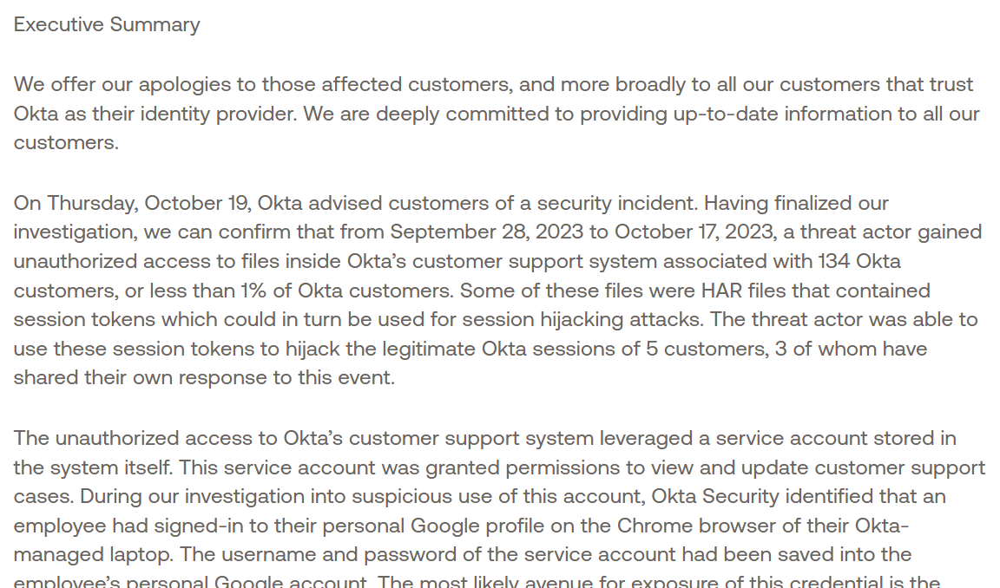 Executive Summary
We offer our apologies to those affected customers, and more broadly to all our customers that trust
Okta as their identity provider. We are deeply committed to providing up-to-date information to all our
customers.
On Thursday, October 19, Okta advised customers of a security incident. Having finalized our
investigation, we can confirm that from September 28, 2023 to October 17, 2023, a threat actor gained
unauthorized access to files inside Okta’s customer support system associated with 134 Okta
customers, or less than 1% of Okta customers. Some of these files were HAR files that contained
session tokens which could in turn be used for session hijacking attacks. The threat actor was able to
use these session tokens to hijack the legitimate Okta sessions of 5 customers, 3 of whom have
shared their own response to this event.
The unauthorized access to Okta’s customer support system leveraged a service account stored in
the system itself. This service account was granted permissions to view and update customer support
cases. During our investigation into suspicious use of this account, Okta Security identified that an
employee had signed-in to their personal Google profile on the Chrome browser of their Okta-
managed laptop. The username and password of the service account had been saved into the
employee’s personal Google account. The most likely avenue for exposure of this credential is the